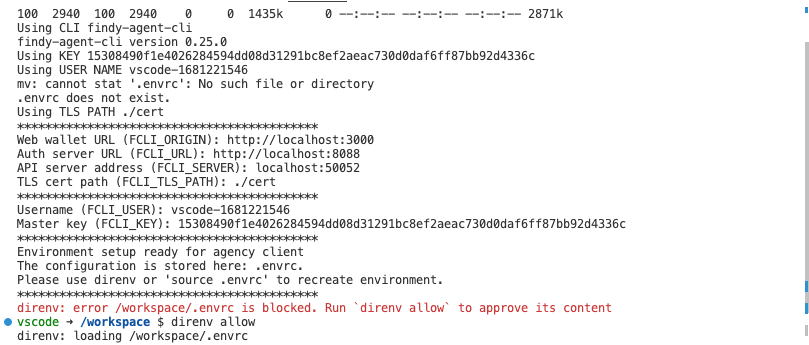 100  2940  100  2940    0     0  1435k      0 --:--:-- --:--:-- --:--:-- 2871k
Using CLI findy-agent-cli
findy-agent-cli version 0.25.0
Using KEY 15308490f1e4026284594dd08d31291bc8ef2aeac730d0daf6ff87bb92d4336c
Using USER NAME vscode-1681221546
mv: cannot stat '.envrc': No such file or directory
.envrc does not exist.
Using TLS PATH ./cert
*******************************************
Web wallet URL (FCLI_ORIGIN): http://localhost:3000
Auth server URL (FCLI_URL): http://localhost:8088
API server address (FCLI_SERVER): localhost:50052
TLS cert path (FCLI_TLS_PATH): ./cert
*******************************************
Username (FCLI_USER): vscode-1681221546
Master key (FCLI_KEY): 15308490f1e4026284594dd08d31291bc8ef2aeac730d0daf6ff87bb92d4336c
*******************************************
Environment setup ready for agency client
The configuration is stored here: .envrc.
Please use direnv or 'source .envrc' to recreate environment.
*******************************************
direnv: error /workspace/.envrc is blocked. Run `direnv allow` to approve its content
vscode → /workspace $ direnv allow
direnv: loading /workspace/.envrc